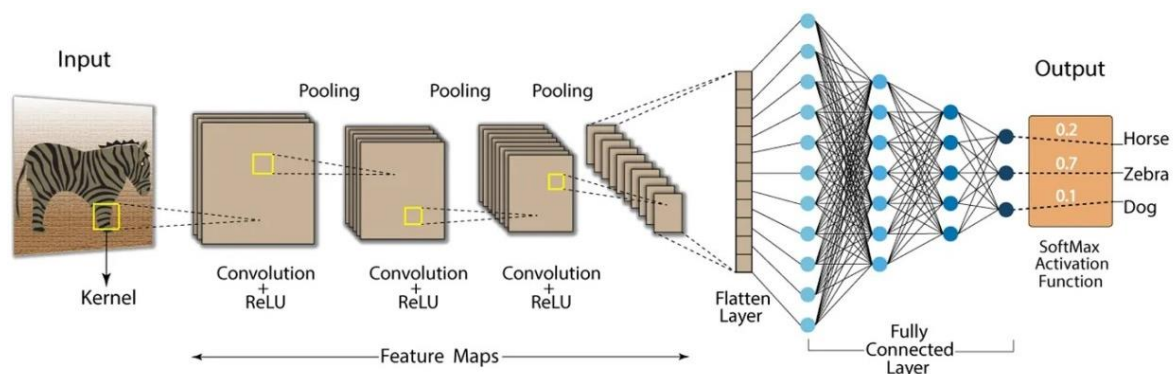 Input
Kernel
Pooling
Pooling
Pooling
Convolution
+
ReLU
Convolution
+
ReLU
Convolution
+
ReLU
Feature Maps
Flatten
Layer
Fully
Connected
Layer
Output
0.2
Horse
0.7
Zebra
0.1
Dog
SoftMax
Activation
Function